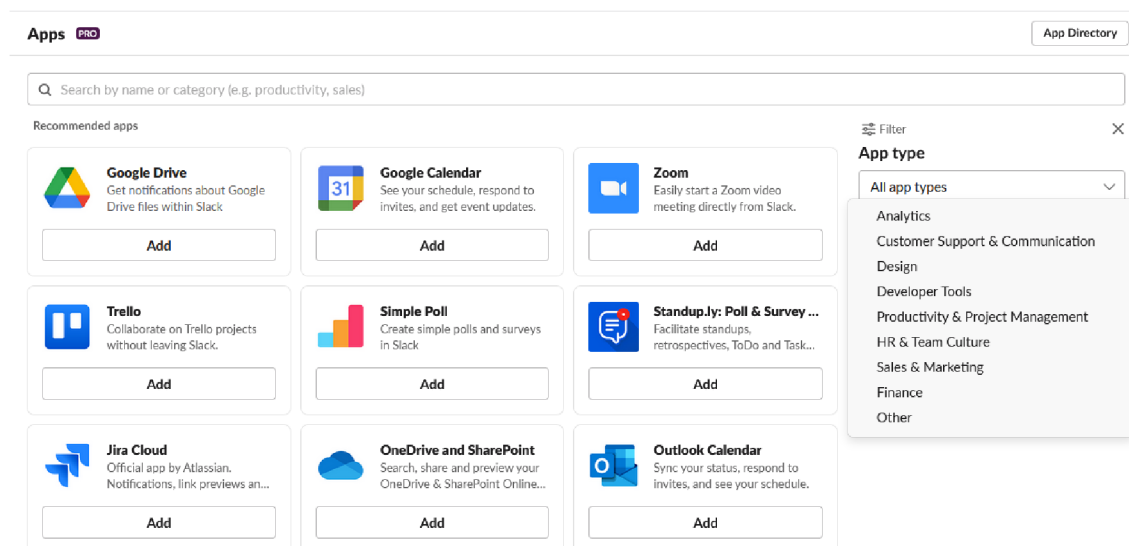 Apps PRO
App Directory
Search by name or category (e.g. productivity, sales)
Recommended apps
Google Drive
Get notifications about Google
Drive files within Slack
Add
31
Google Calendar
See your schedule, respond to
invites, and get event updates.
Add
Zoom
Easily start a Zoom video
meeting directly from Slack.
Add
Trello
Collaborate on Trello projects
without leaving Slack.
Add
Simple Poll
Create simple polls and surveys
in Slack
Add
Standup.ly: Poll & Survey ...
Facilitate standups,
retrospectives, ToDo and Task...
Add
Jira Cloud
Official app by Atlassian.
Notifications, link previews an...
Add
OneDrive and SharePoint
Search, share and preview your
OneDrive & SharePoint Online...
Add
O
Outlook Calendar
Sync your status, respond to
invites, and see your schedule.
Add
Filter
App type
All app types
Analytics
Customer Support & Communication
Design
Developer Tools
Productivity & Project Management
HR & Team Culture
Sales & Marketing
Finance
Other